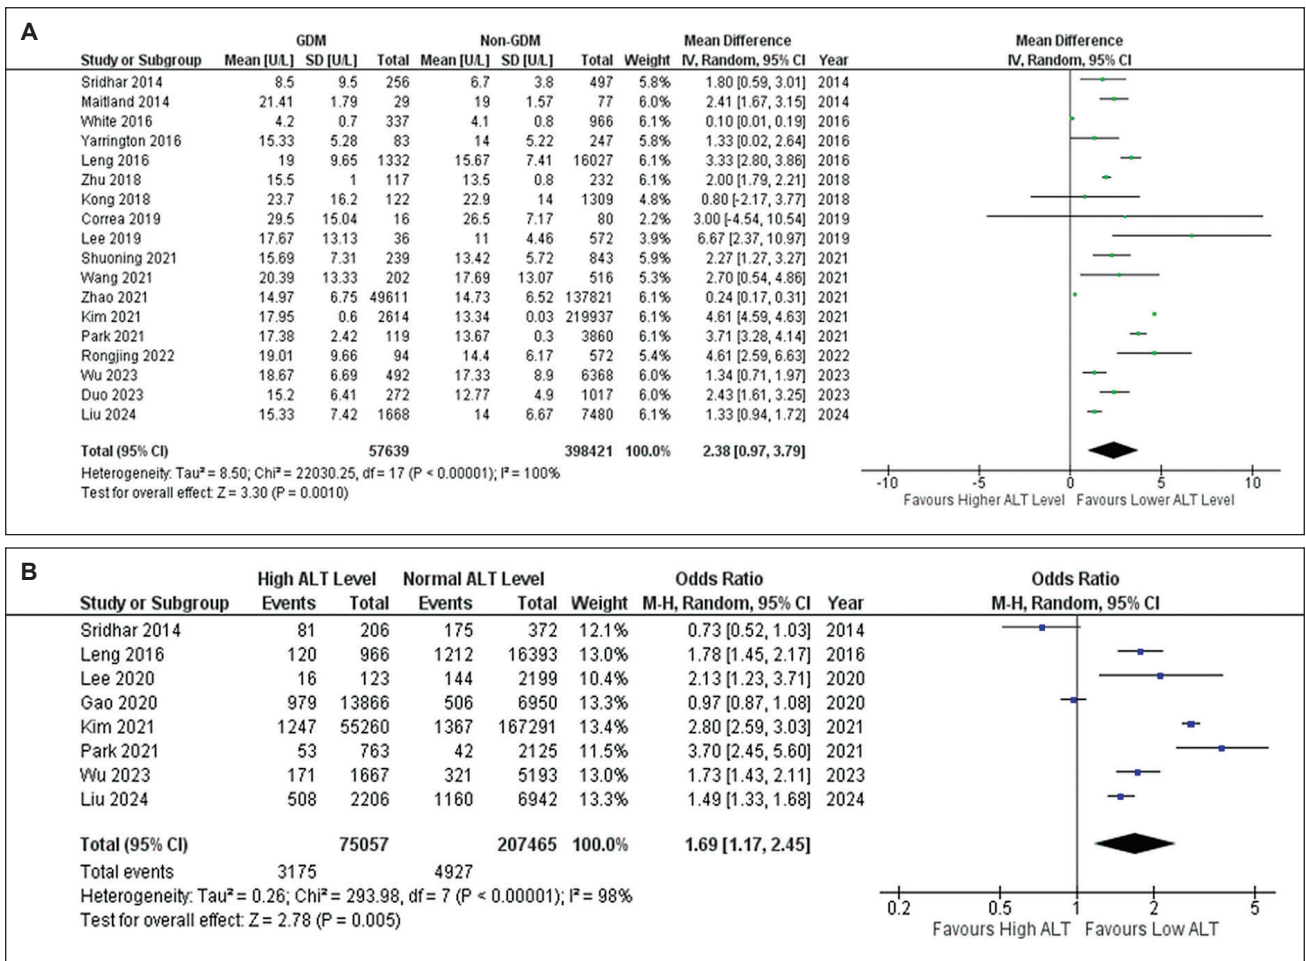 A
GDM Non-GDM Mean Difference Mean Difference
Study or Subgroup Mean [U/L] SD [U/L] Total Mean [U/L] SD [U/L] Total Weight IV, Random, 95% CI Year IV, Random, 95% CI
Sridhar 2014 8.5 9.5 256 6.7 3.8 497 5.8% 1.80 [0.59, 3.01] 2014
Maitland 2014 21.41 1.79 29 19 1.57 77 6.0% 2.41 [1.67, 3.15] 2014
White 2016 4.2 0.7 337 4.1 0.8 966 6.1% 0.10 [0.01, 0.19] 2016
Yarrington 2016 15.33 5.28 83 14 5.22 247 5.8% 1.33 [0.02, 2.64] 2016
Leng 2016 19 9.65 1332 15.67 7.41 16027 6.1% 3.33 [2.80, 3.86] 2016
Zhu 2018 15.5 1 117 13.5 0.8 232 6.1% 2.00 [1.79, 2.21] 2018
Kong 2018 23.7 16.2 122 22.9 14 1309 4.8% 0.80 [-2.17, 3.77] 2018
Correa 2019 29.5 15.04 16 26.5 7.17 80 2.2% 3.00 [-4.54, 10.54] 2019
Lee 2019 17.67 13.13 36 11 4.46 572 3.9% 6.67 [2.37, 10.97] 2019
Shuoning 2021 15.69 7.31 239 13.42 5.72 843 5.9% 2.27 [1.27, 3.27] 2021
Wang 2021 20.39 13.33 202 17.69 13.07 516 5.3% 2.70 [0.54, 4.86] 2021
Zhao 2021 14.97 6.75 49611 14.73 6.52 137821 6.1% 0.24 [0.17, 0.31] 2021
Kim 2021 17.95 0.6 2614 13.34 0.03 219937 6.1% 4.61 [4.59, 4.63] 2021
Park 2021 17.38 2.42 119 13.67 0.3 3860 6.1% 3.71 [3.28, 4.14] 2021
Rongjing 2022 19.01 9.66 94 14.4 6.17 572 5.4% 4.61 [2.59, 6.63] 2022
Wu 2023 18.67 6.69 492 17.33 8.9 6368 6.0% 1.34 [0.71, 1.97] 2023
Duo 2023 15.2 6.41 272 12.77 4.9 1017 6.0% 2.43 [1.61, 3.25] 2023
Liu 2024 15.33 7.42 1668 14 6.67 7480 6.1% 1.33 [0.94, 1.72] 2024
Total (95% CI) 57639 398421 100.0% 2.38 [0.97, 3.79]
Heterogeneity: Tau² = 8.50; Chi² = 22030.25, df = 17 (P < 0.00001); I² = 100%
Test for overall effect: Z = 3.30 (P = 0.0010)
-10 -5 0 5 10
Favours Higher ALT Level Favours Lower ALT Level
B
High ALT Level Normal ALT Level Odds Ratio Odds Ratio
Study or Subgroup Events Total Events Total Weight M-H, Random, 95% CI Year M-H, Random, 95% CI
Sridhar 2014 81 206 175 372 12.1% 0.73 [0.52, 1.03] 2014
Leng 2016 120 966 1212 16393 13.0% 1.78 [1.45, 2.17] 2016
Lee 2020 16 123 144 2199 10.4% 2.13 [1.23, 3.71] 2020
Gao 2020 979 13866 506 6950 13.3% 0.97 [0.87, 1.08] 2020
Kim 2021 1247 55260 1367 167291 13.4% 2.80 [2.59, 3.03] 2021
Park 2021 53 763 42 2125 11.5% 3.70 [2.45, 5.60] 2021
Wu 2023 171 1667 321 5193 13.0% 1.73 [1.43, 2.11] 2023
Liu 2024 508 2206 1160 6942 13.3% 1.49 [1.33, 1.68] 2024
Total (95% CI) 75057 207465 100.0% 1.69 [1.17, 2.45]
Total events 3175 4927
Heterogeneity: Tau² = 0.26; Chi² = 293.98, df = 7 (P < 0.00001); I² = 98%
Test for overall effect: Z = 2.78 (P = 0.005)
0.2 0.5 1 2 5
Favours High ALT Favours Low ALT